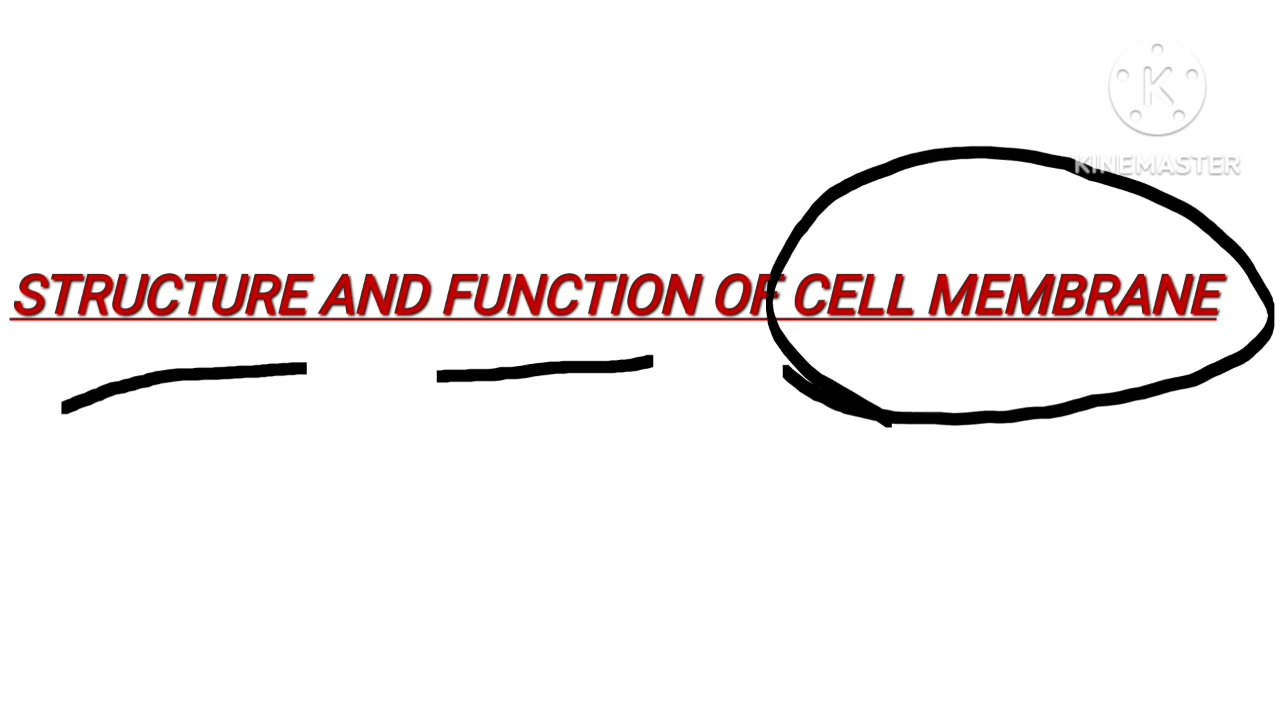 K
KINEMASTER
STRUCTURE AND FUNCTION OF CELL MEMBRANE